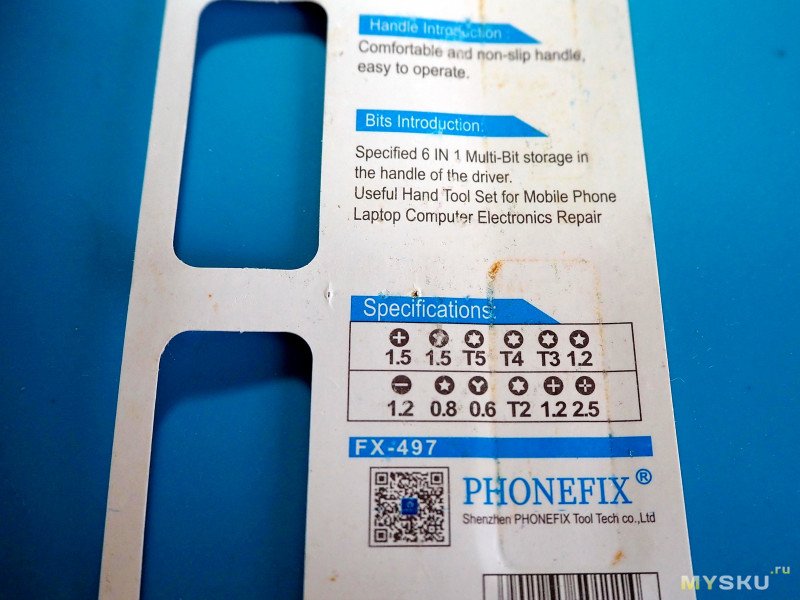 Handle Introduction:
Comfortable and non-slip handle,
easy to operate.
Bits Introduction:
Specified 6 IN 1 Multi-Bit storage in
the handle of the driver.
Useful Hand Tool Set for Mobile Phone
Laptop Computer Electronics Repair
Specifications:
1.5 1.5 T5 T4 T3 1.2
1.2 0.8 0.6 T2 1.2 2.5
FX-497
PHONEFIX®
Shenzhen PHONEFIX Tool Tech co.,Ltd
MYSKU.ru